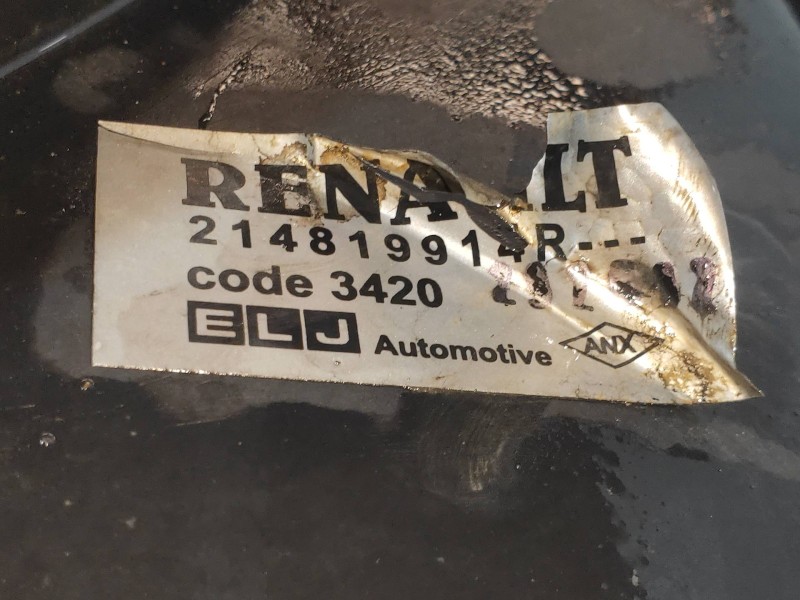 RENAULT
214819914R---
code 3420
ELJ Automotive ANX